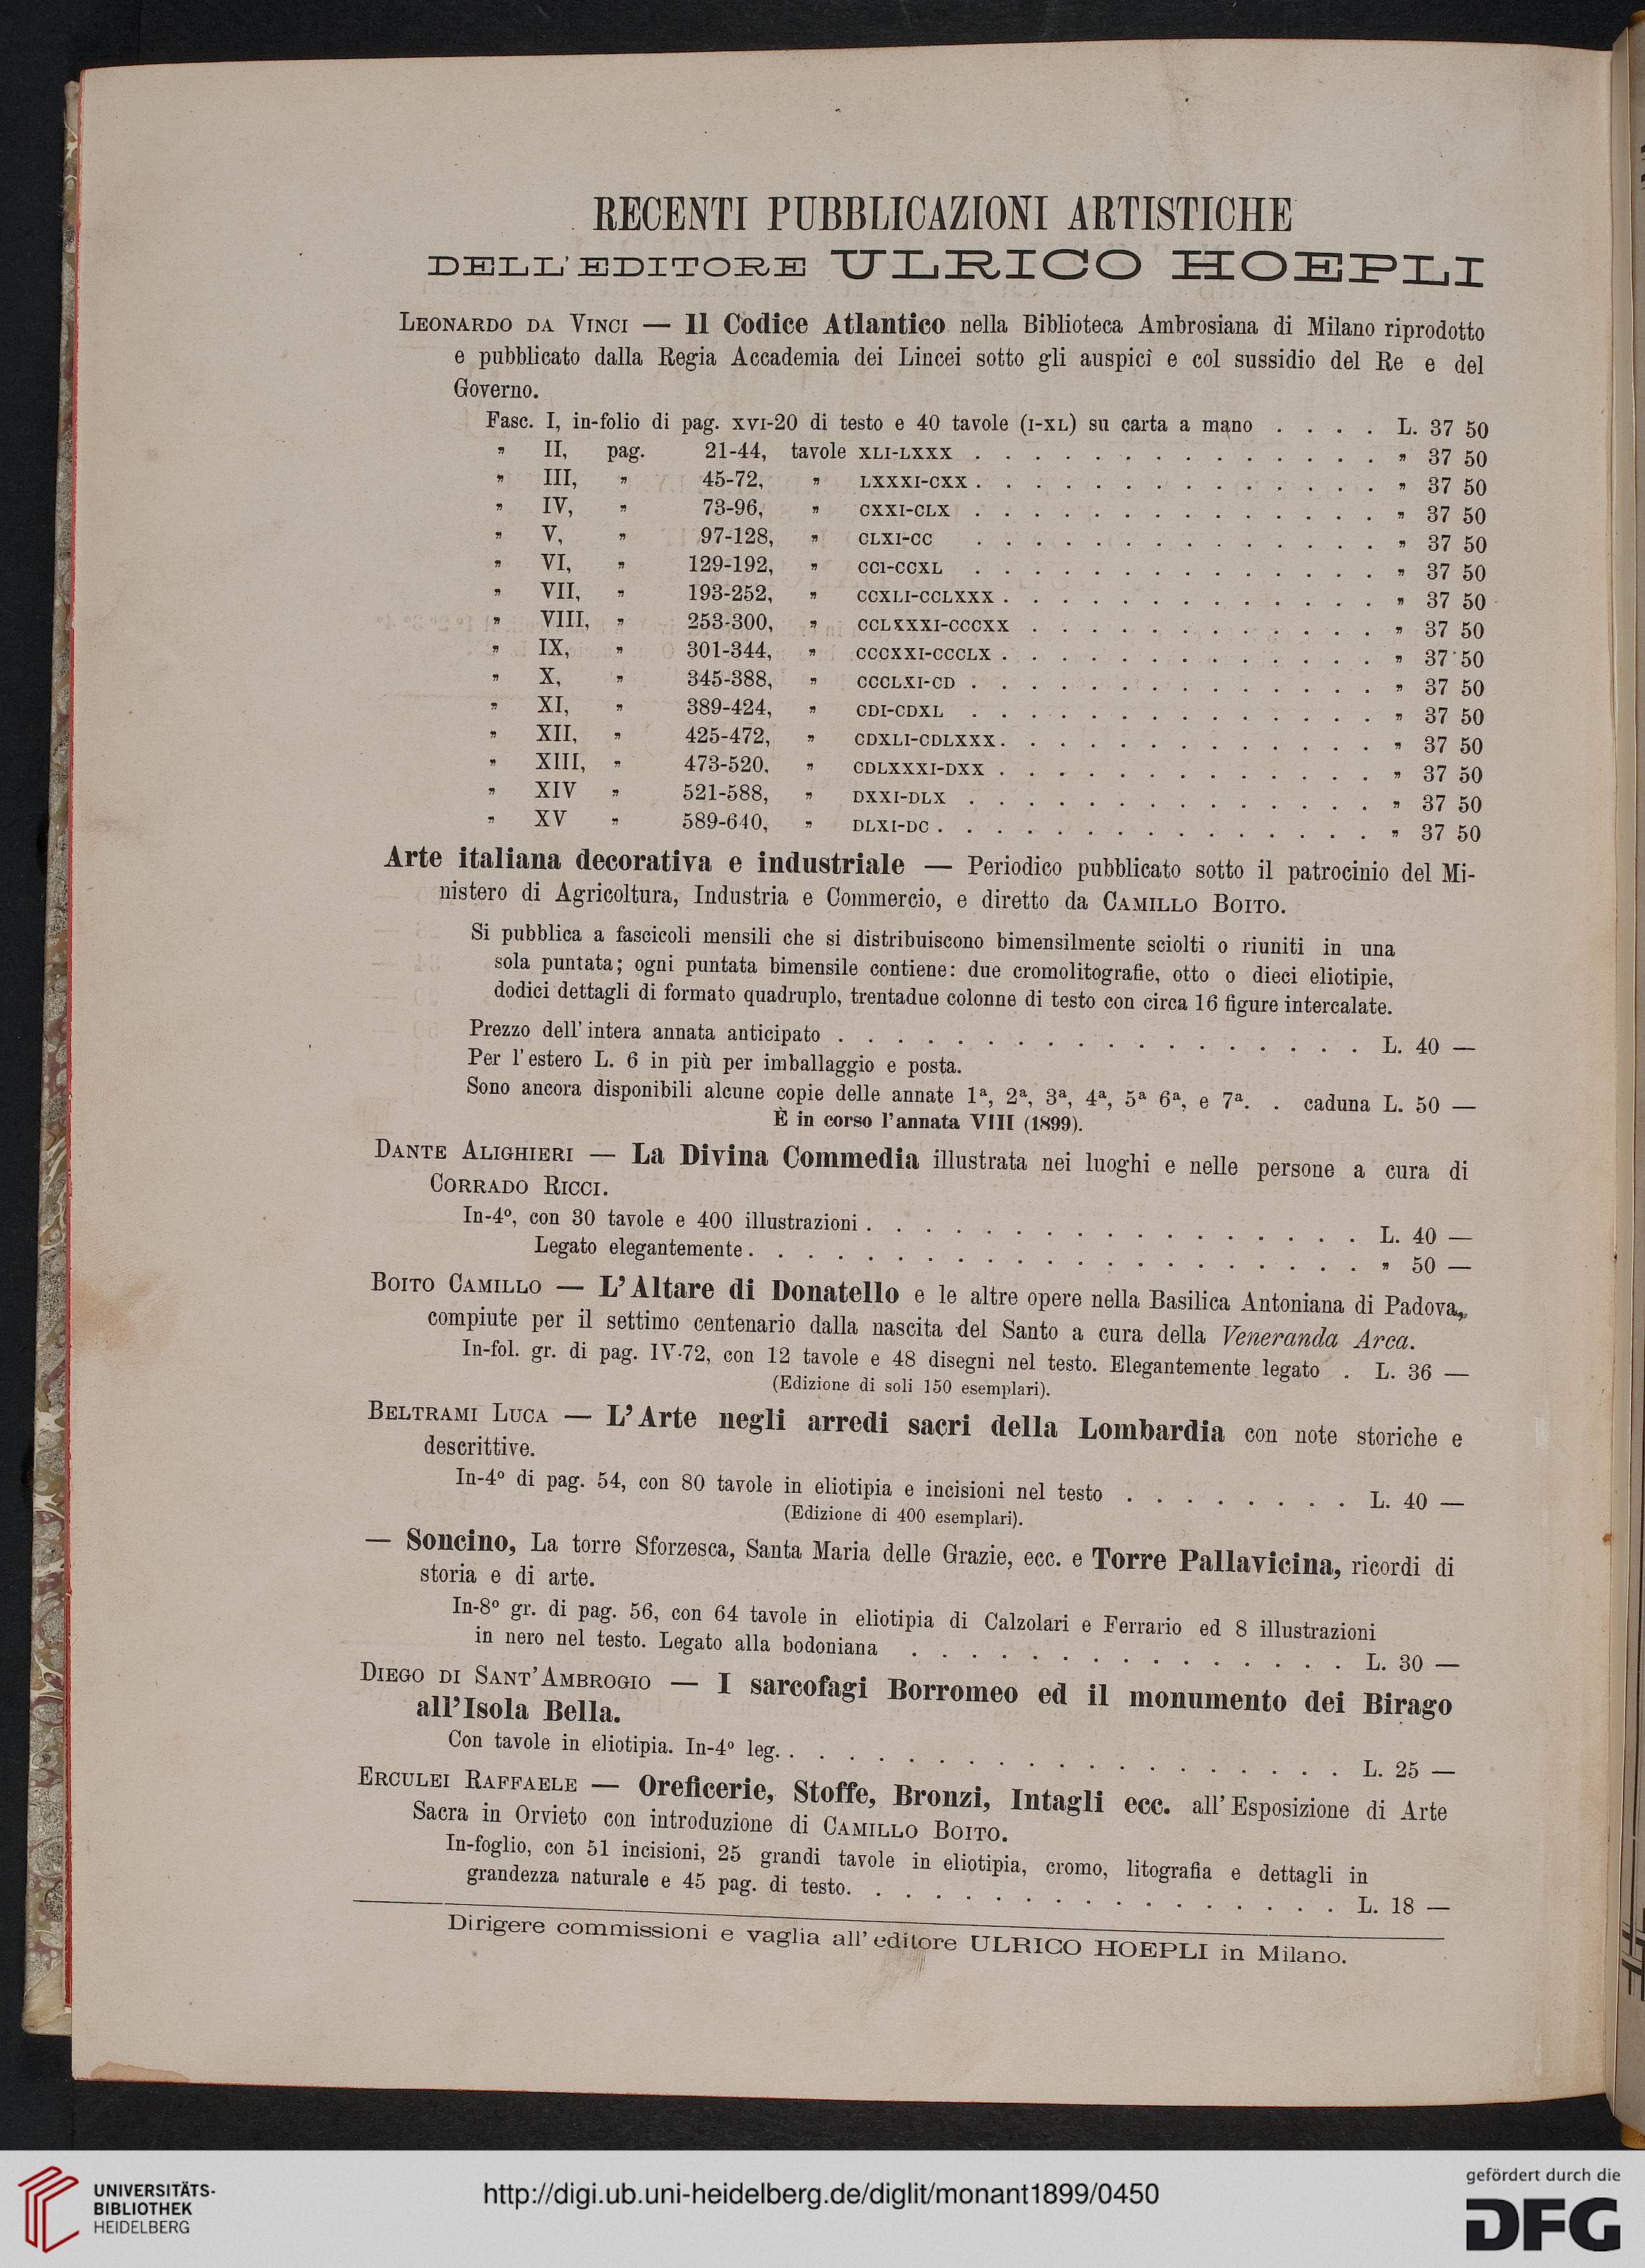 RECENTI PUBBLICAZIONI ARTISTICHE
DELL'EDITORE ULRICO HOEPLI
LEONARDO DA VINCI — Il Codice Atlantico nella Biblioteca Ambrosiana di Milano riprodotto
e pubblicato dalla Regia Accademia dei Lincei sotto gli auspicî e col sussidio del Re e del
Governo.
Fasc. I, in-folio di pag. XVI-20 di testo e 40 tavole (I-XL) su carta a mano . . . . L. 37 50
" II, pag. 21-44, tavole XLI-LXXX . . . . . . . . . . . . . . " 37 50
" III, " 45-72, " LXXXI-CXX . . . . . . . . . . . . . . " 37 50
" IV, " 73-96, " CXXI-CLX . . . . . . . . . . . . . . " 37 50
" V, " 97-128, " CLXI-CC . . . . . . . . . . . . . . " 37 50
" VI, " 129-192, " CCI-CCXL . . . . . . . . . . . . . . " 37 50
" VII, " 193-252, " CCXLI-CCLXXX . . . . . . . . . . . . . " 37 50
" VIII, " 253-300, " CCLXXXI-CCCXX . . . . . . . . . . . . " 37 50
" IX, " 301-344, " CCCXXI-CCCLX . . . . . . . . . . . . . " 37 50
" X, " 345-388, " CCCLXI-CD . . . . . . . . . . . . . . " 37 50
" XI, " 389-424, " CDI-CDXL . . . . . . . . . . . . . . " 37 50
" XII, " 425-472, " CDXLI-CDLXXX . . . . . . . . . . . . . " 37 50
" XIII, " 473-520, " CDLXXXI-DXX . . . . . . . . . . . . . " 37 50
" XIV " 521-588, " DXXI-DLX . . . . . . . . . . . . . . " 37 50
" XV " 589-640, " DLXI-DC . . . . . . . . . . . . . . . " 37 50
Arte italiana decorativa e industriale — Periodico pubblicato sotto il patrocinio del Mi-
nistero di Agricoltura, Industria e Commercio, e diretto da CAMILLO BOITO.
Si pubblica a fascicoli mensili che si distribuiscono bimensilmente sciolti o riuniti in una
sola puntata; ogni puntata bimensile contiene: due cromolitografie, otto o dieci eliotipie,
dodici dettagli di formato quadruplo, trentadue colonne di testo con circa 16 figure intercalate.
Prezzo dell'intera annata anticipato . . . . . . . . . . . . . . . . . . L. 40 —
Per l'estero L. 6 in più per imballaggio e posta.
Sono ancora disponibili alcune copie delle annate 1ª, 2ª, 3ª, 4ª, 5ª 6ª, e 7ª. . caduna L. 50 —
È in corso l'annata VIII (1899).
DANTE ALIGHIERI — La Divina Commedia illustrata nei luoghi e nelle persone a cura di
CORRADO RICCI.
In-4º, con 30 tavole e 400 illustrazioni . . . . . . . . . . . . . . . . . L. 40 —
Legato elegantemente . . . . . . . . . . . . . . . . . . . . . " 50 —
BOITO CAMILLO — L'Altare di Donatello e le altre opere nella Basilica Antoniana di Padova,
compiute per il settimo centenario dalla nascita del Santo a cura della Veneranda Arca.
In-fol. gr. di pag. IV-72, con 12 tavole e 48 disegni nel testo. Elegantemente legato . L. 36 —
(Edizione di soli 150 esemplari).
BELTRAMI LUCA — L'Arte negli arredi sacri della Lombardia con note storiche e
descrittive.
In-4º di pag. 54, con 80 tavole in eliotipia e incisioni nel testo . . . . . . . . L. 40 —
(Edizione di 400 esemplari).
— Soncino, La torre Sforzesca, Santa Maria delle Grazie, ecc. e Torre Pallavicina, ricordi di
storia e di arte.
In-8º gr. di pag. 56, con 64 tavole in eliotipia di Calzolari e Ferrario ed 8 illustrazioni
in nero nel testo. Legato alla bodoniana . . . . . . . . . . . . . . . L. 30 —
DIEGO DI SANT'AMBROGIO — I sarcofagi Borromeo ed il monumento dei Birago
all'Isola Bella.
Con tavole in eliotipia. In-4º leg. . . . . . . . . . . . . . . . . . . . . L. 25 —
ERCULEI RAFFAELE — Oreficerie, Stoffe, Bronzi, Intagli ecc. all'Esposizione di Arte
Sacra in Orvieto con introduzione di CAMILLO BOITO.
In-foglio, con 51 incisioni, 25 grandi tavole in eliotipia, cromo, litografia e dettagli in
grandezza naturale e 45 pag. di testo. . . . . . . . . . . . . . . . . L. 18 —
Dirigere commissioni e vaglia all'editore ULRICO HOEPLI in Milano.
UNIVERSITÄTS-
BIBLIOTHEK
HEIDELBERG
http://digi.ub.uni-heidelberg.de/diglit/monant1899/0450
gefördert durch die
DFG